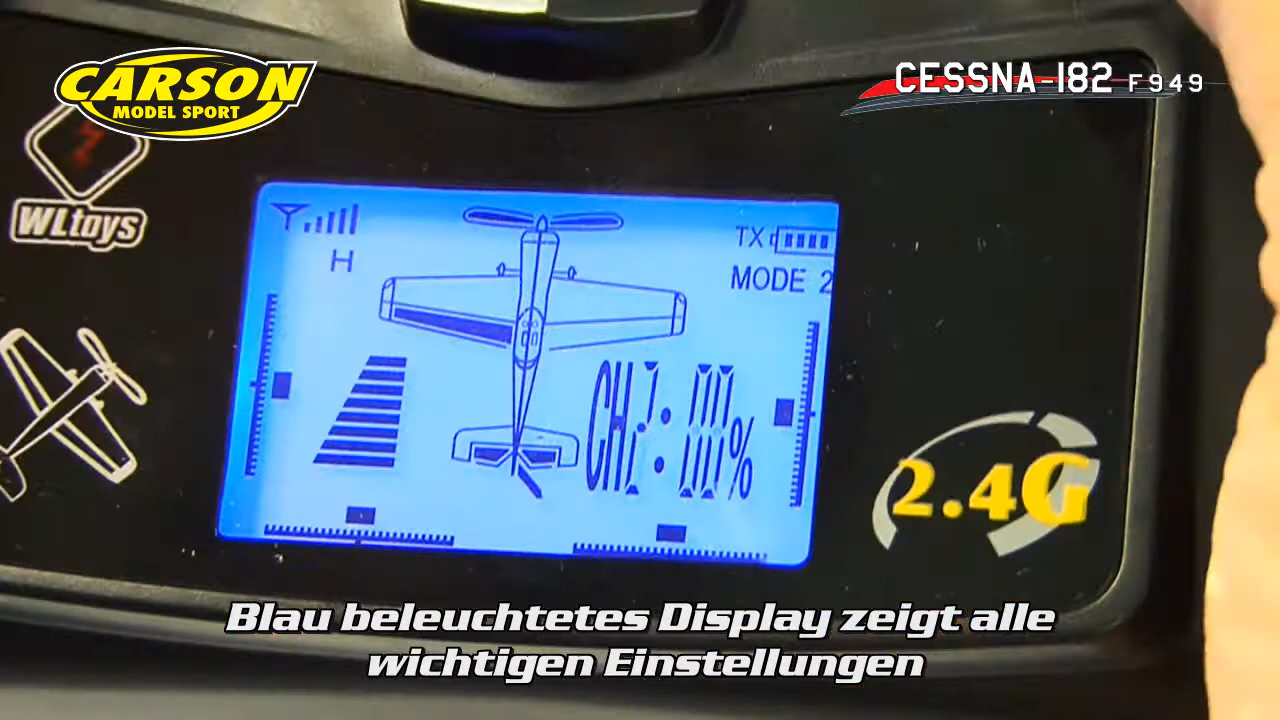 CARSON
MODEL SPORT
CESSNA-182 F949
WLtoys
H
TX
MODE 2
%
2.4G
Blau beleuchtetes Display zeigt alle
wichtigen Einstellungen